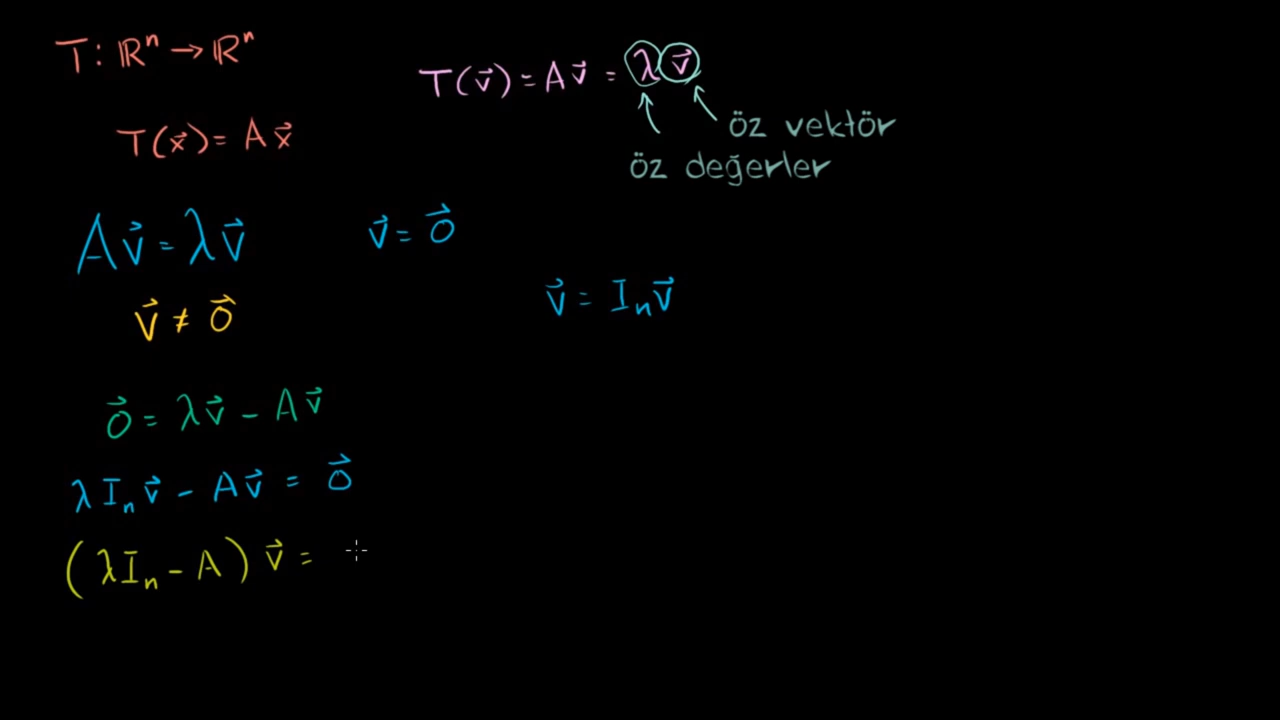 T: ℝⁿ → ℝⁿ
T(v⃗) = Av⃗ = λv⃗
öz vektör
öz değerler
T(x⃗) = Ax⃗
Av⃗ = λv⃗
v⃗ = 0⃗
v⃗ ≠ 0⃗
v⃗ = Iₙv⃗
0⃗ = λv⃗ - Av⃗
λIₙv⃗ - Av⃗ = 0⃗
(λIₙ - A)v⃗ =